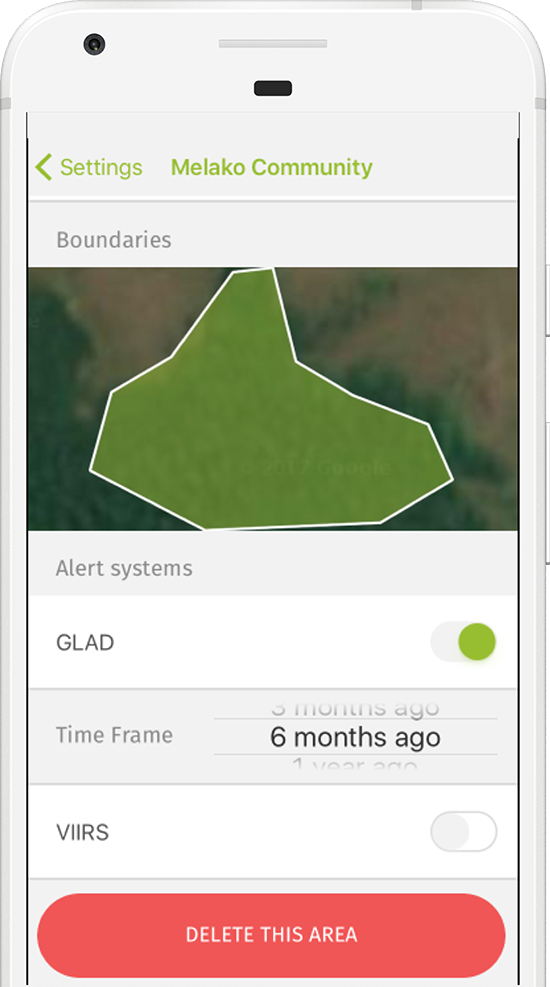 Settings Melako Community
Boundaries
© 2017 Google
Alert systems
GLAD
3 months ago
Time Frame 6 months ago
1 year ago
VIIRS
DELETE THIS AREA